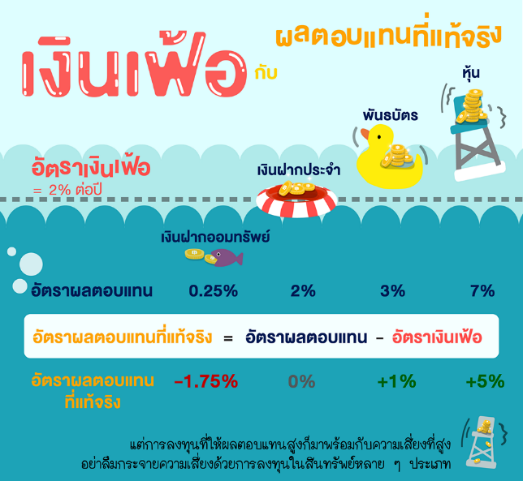 ผลตอบแทนที่แท้จริง
เงินเฟ้อ กับ
หุ้น
พันธบัตร
อัตราเงินเฟ้อ
= 2% ต่อปี
เงินฝากประจำ
เงินฝากออมทรัพย์
อัตราผลตอบแทน 0.25% 2% 3% 7%
อัตราผลตอบแทนที่แท้จริง = อัตราผลตอบแทน - อัตราเงินเฟ้อ
อัตราผลตอบแทน -1.75% 0% +1% +5%
ที่แท้จริง
แต่การลงทุนที่ให้ผลตอบแทนสูงก็มาพร้อมกับความเสี่ยงที่สูง
อย่าลืมกระจายความเสี่ยงด้วยการลงทุนในสินทรัพย์หลาย ๆ ประเภท